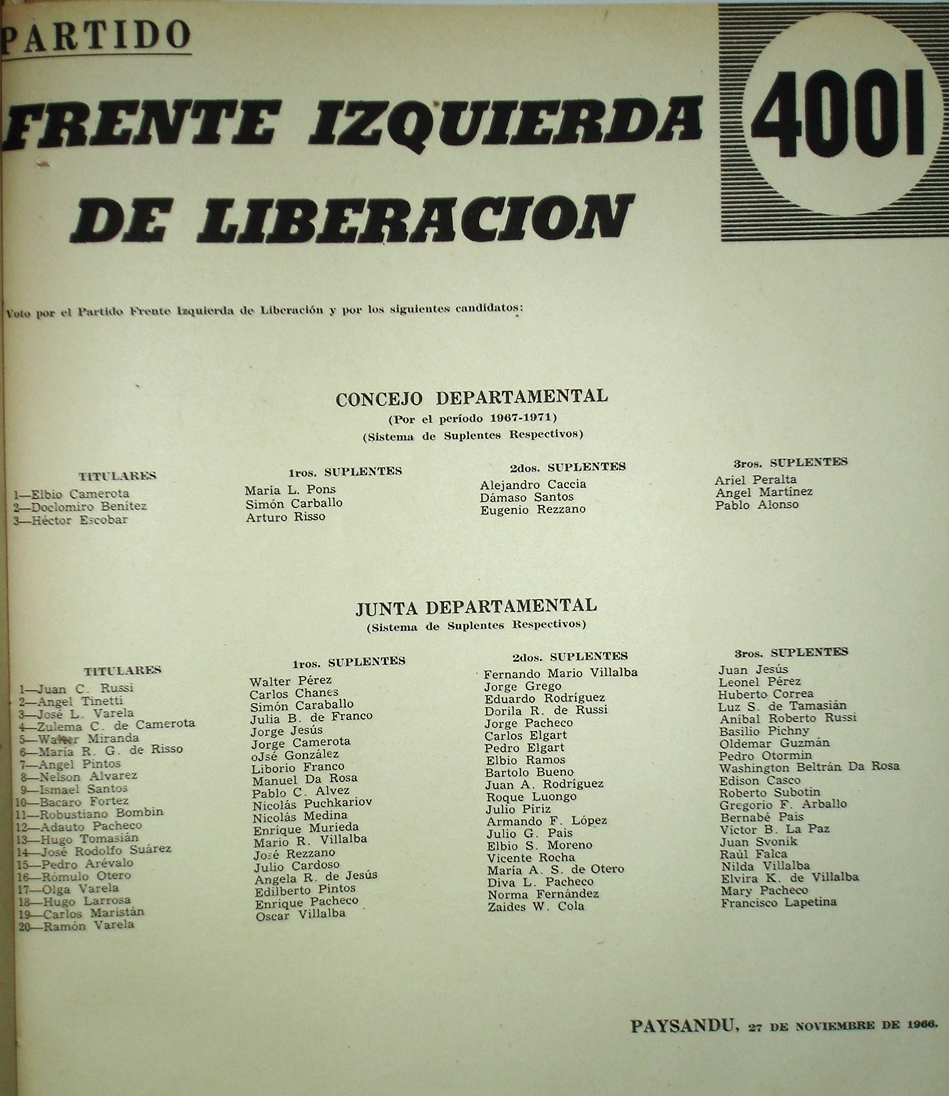 PARTIDO
FRENTE IZQUIERDA
DE LIBERACION
4001
Voto por el Partido Frente Izquierda de Liberación y por los siguientes candidatos:
CONCEJO DEPARTAMENTAL
(Por el período 1967-1971)
(Sistema de Suplentes Respectivos)
TITULARES
1—Elbio Camerota
2—Doclomiro Benítez
3—Héctor Escobar
1ros. SUPLENTES
María L. Pons
Simón Carballo
Arturo Risso
2dos. SUPLENTES
Alejandro Caccia
Dámaso Santos
Eugenio Rezzano
3ros. SUPLENTES
Ariel Peralta
Angel Martínez
Pablo Alonso
JUNTA DEPARTAMENTAL
(Sistema de Suplentes Respectivos)
TITULARES
1—Juan C. Russi
2—Angel Tinetti
3—José L. Varela
4—Zulema C. de Camerota
5—Walter Miranda
6—María R. G. de Risso
7—Angel Pintos
8—Nelson Alvarez
9—Ismael Santos
10—Bacaro Fortez
11—Robustiano Bombin
12—Adauto Pacheco
13—Hugo Tomasián
14—José Rodolfo Suárez
15—Pedro Arévalo
16—Rómulo Otero
17—Olga Varela
18—Hugo Larrosa
19—Carlos Maristán
20—Ramón Varela
1ros. SUPLENTES
Walter Pérez
Carlos Chanes
Simón Caraballo
Julia B. de Franco
Jorge Jesús
Jorge Camerota
oJsé González
Liborio Franco
Manuel Da Rosa
Pablo C. Alvez
Nicolás Puchkariov
Nicolás Medina
Enrique Murieda
Mario R. Villalba
José Rezzano
Julio Cardoso
Angela R. de Jesús
Edilberto Pintos
Enrique Pacheco
Oscar Villalba
2dos. SUPLENTES
Fernando Mario Villalba
Jorge Grego
Eduardo Rodríguez
Dorila R. de Russi
Jorge Pacheco
Carlos Elgart
Pedro Elgart
Elbio Ramos
Bartolo Bueno
Juan A. Rodríguez
Roque Luongo
Julio Píriz
Armando F. López
Julio G. Pais
Elbio S. Moreno
Vicente Rocha
María A. S. de Otero
Diva L. Pacheco
Norma Fernández
Zaides W. Cola
3ros. SUPLENTES
Juan Jesús
Leonel Pérez
Huberto Correa
Luz S. de Tamasián
Aníbal Roberto Russi
Basilio Pichny
Oldemar Guzmán
Pedro Otormin
Washington Beltrán Da Rosa
Edison Casco
Roberto Subotin
Gregorio F. Arballo
Bernabé Pais
Víctor B. La Paz
Juan Svonik
Raúl Falca
Nilda Villalba
Elvira K. de Villalba
Mary Pacheco
Francisco Lapetina
PAYSANDU, 27 DE NOVIEMBRE DE 1966.